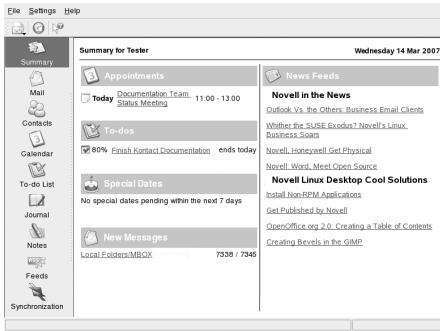 File Settings Help
Summary
Mail
Contacts
Calendar
To-do List
Journal
Notes
Feeds
Synchronization
Summary for Tester
Wednesday 14 Mar 2007
Appointments
Today Documentation Team Status Meeting 11:00 - 13:00
To-dos
80% Finish Kontact Documentation ends today
Special Dates
No special dates pending within the next 7 days
New Messages
Local Folders/MBOX 7338 / 7345
News Feeds
Novell in the News
Outlook Vs. the Others: Business Email Clients
Whither the SUSE Exodus? Novell's Linux
Business Soars
Novell, Honeywell Get Physical
Novell: Word, Meet Open Source
Novell Linux Desktop Cool Solutions
Install Non-RPM Applications
Get Published by Novell
OpenOffice.org 2.0: Creating a Table of Contents
Creating Bevels in the GIMP